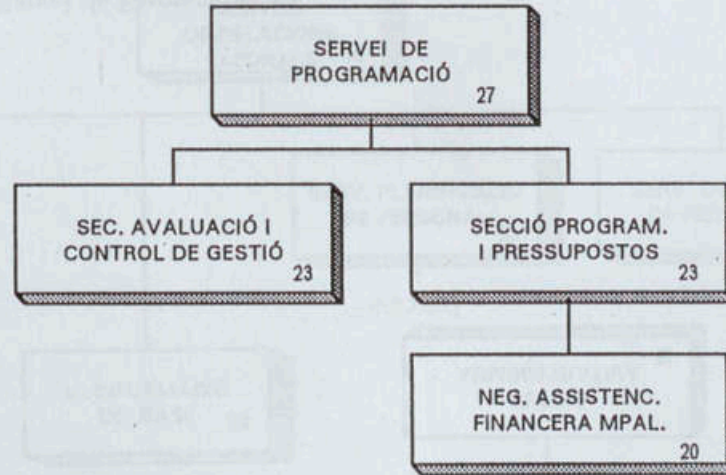 SERVEI DE
PROGRAMACIÓ
27
SEC. AVALUACIÓ I
CONTROL DE GESTIÓ
23
SECCIÓ PROGRAM.
I PRESSUPOSTOS
23
NEG. ASSISTENC.
FINANCERA MPAL.
20